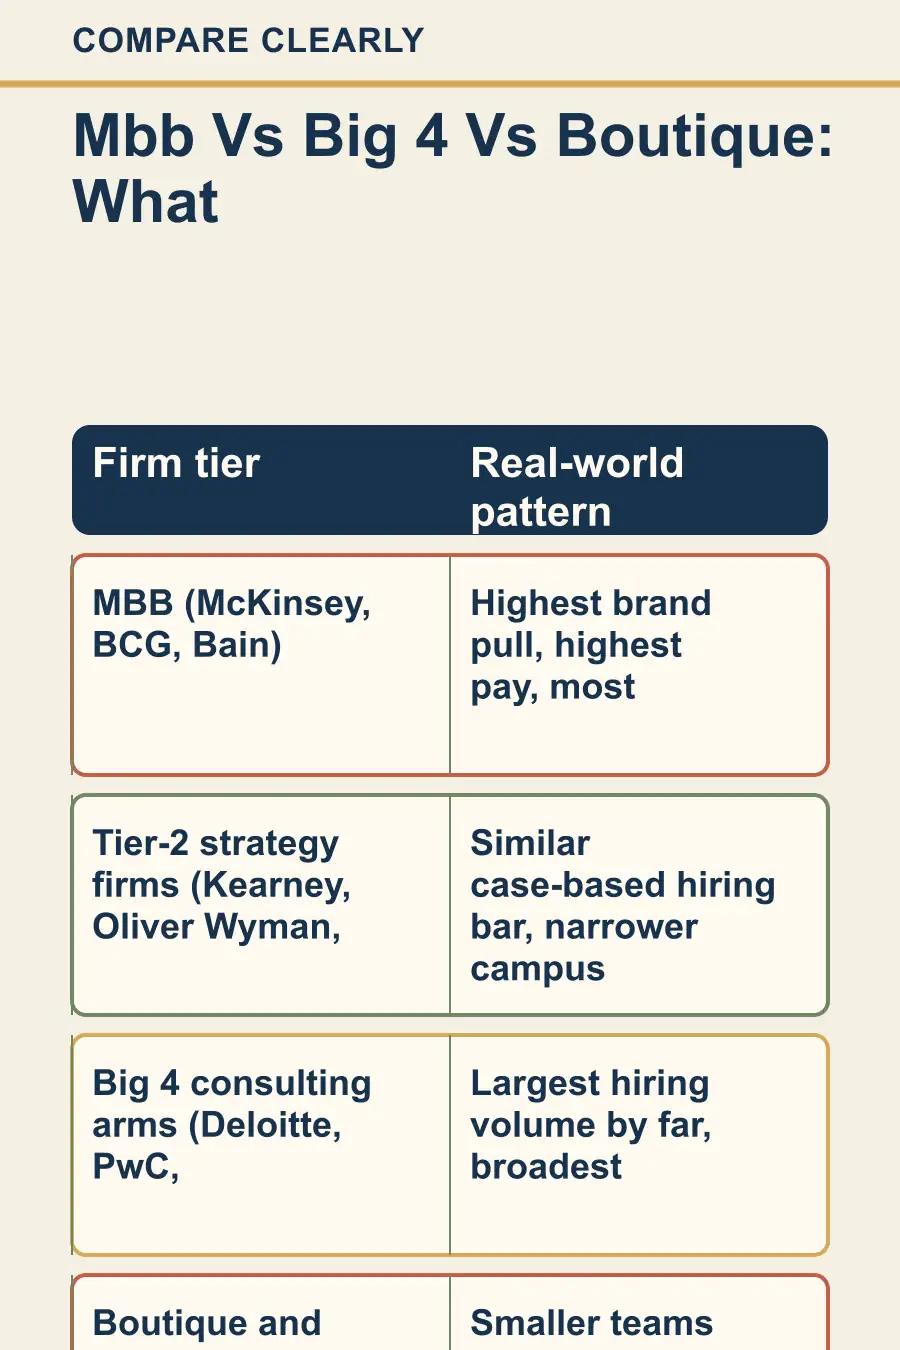 COMPARE CLEARLY
Mbb Vs Big 4 Vs Boutique:
What
Firm tier
Real-world
pattern
MBB (McKinsey,
BCG, Bain)
Highest brand
pull, highest
pay, most
Tier-2 strategy
firms (Kearney,
Oliver Wyman,
Similar
case-based hiring
bar, narrower
campus
Big 4 consulting
arms (Deloitte,
PwC,
Largest hiring
volume by far,
broadest
Boutique and
Smaller teams